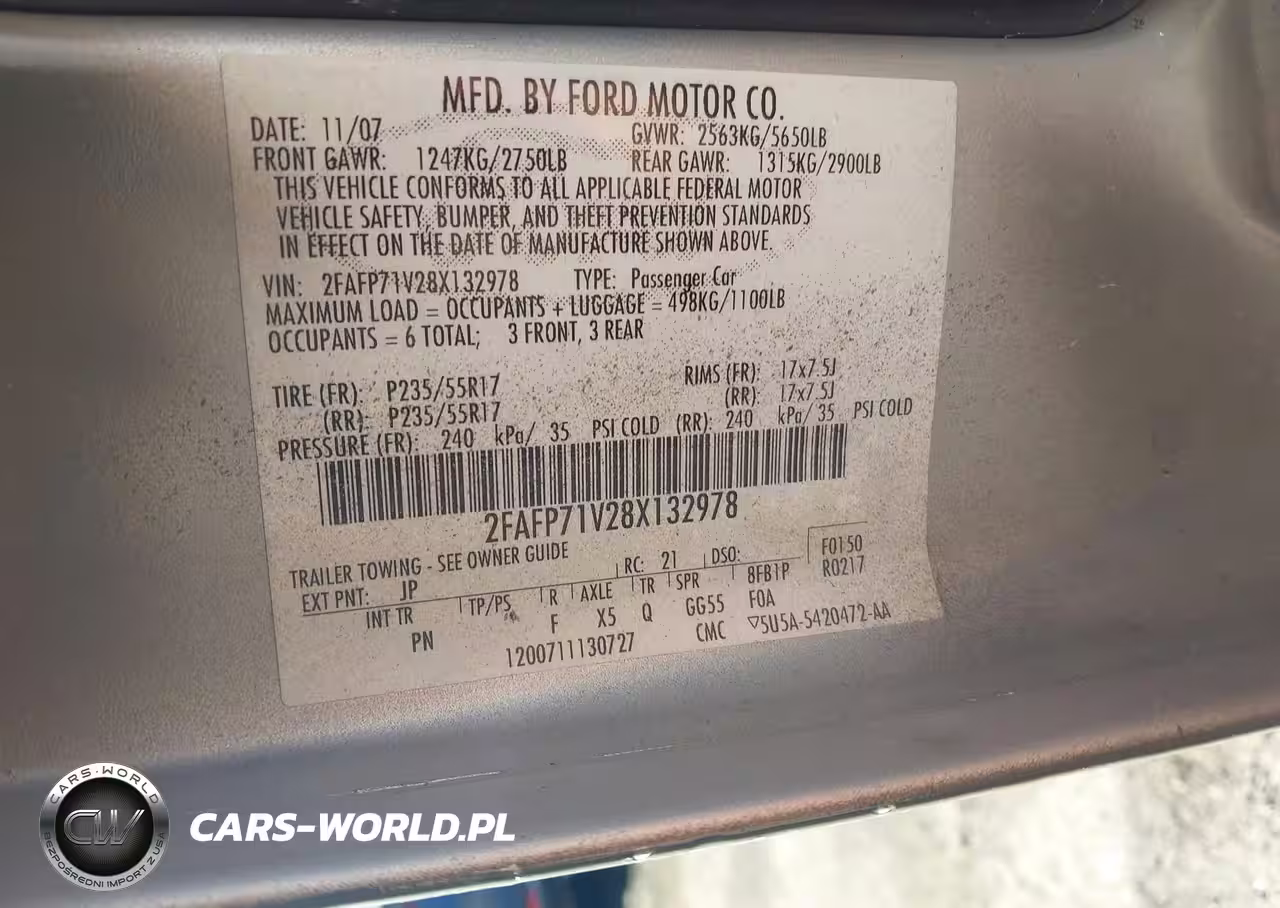 MFD. BY FORD MOTOR CO.
DATE: 11/07 GVWR: 2563KG/5650LB
FRONT GAWR: 1247KG/2750LB REAR GAWR: 1315KG/2900LB
THIS VEHICLE CONFORMS TO ALL APPLICABLE FEDERAL MOTOR
VEHICLE SAFETY, BUMPER, AND THEFT PREVENTION STANDARDS
IN EFFECT ON THE DATE OF MANUFACTURE SHOWN ABOVE.
VIN: 2FAFP71V28X132978 TYPE: Passenger Car
MAXIMUM LOAD = OCCUPANTS + LUGGAGE = 498KG/1100LB
OCCUPANTS = 6 TOTAL; 3 FRONT, 3 REAR
TIRE (FR): P235/55R17 RIMS (FR): 17x7.5J
(RR): P235/55R17 (RR): 17x7.5J
PRESSURE (FR): 240 kPa/ 35 PSI COLD (RR): 240 kPa/ 35 PSI COLD
2FAFP71V28X132978
TRAILER TOWING - SEE OWNER GUIDE
EXT PNT: JP RC: 21 DSO: F0150
INT TR TP/PS R AXLE TR SPR 8FB1P R0217
PN F X5 Q GG55 F0A
1200711130727 CMC ▽5U5A-5420472-AA
CARS-WORLD
CW
BEZPOŚREDNI IMPORT Z USA
CARS-WORLD.PL